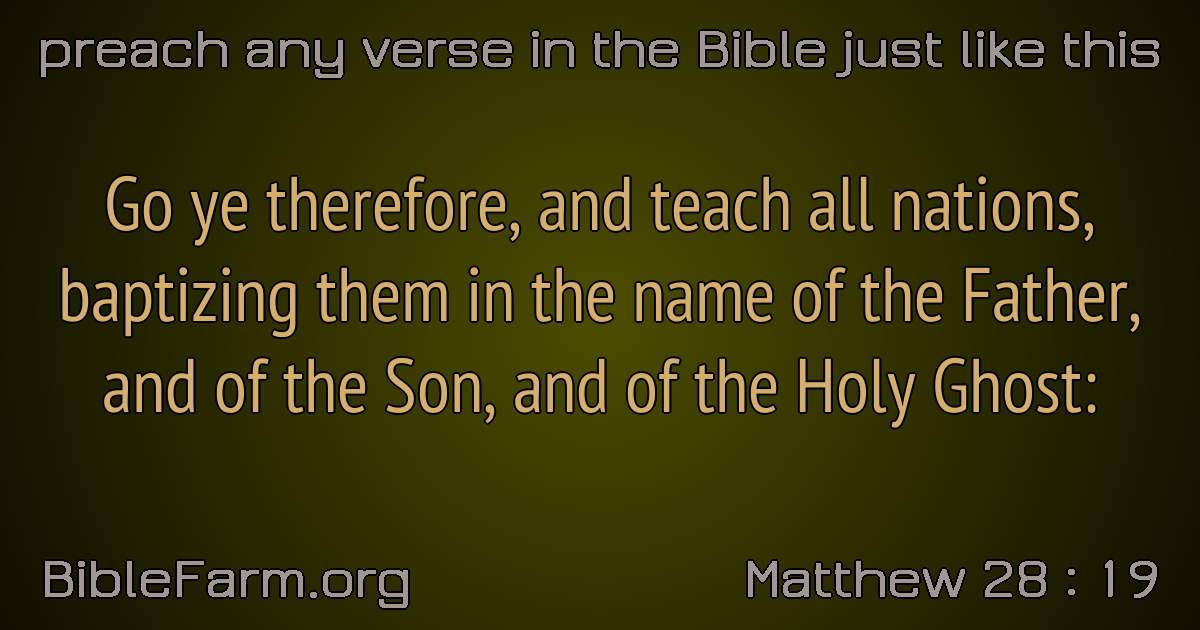 preach any verse in the Bible just like this
Go ye therefore, and teach all nations,
baptizing them in the name of the Father,
and of the Son, and of the Holy Ghost:
BibleFarm.org
Matthew 28 : 19